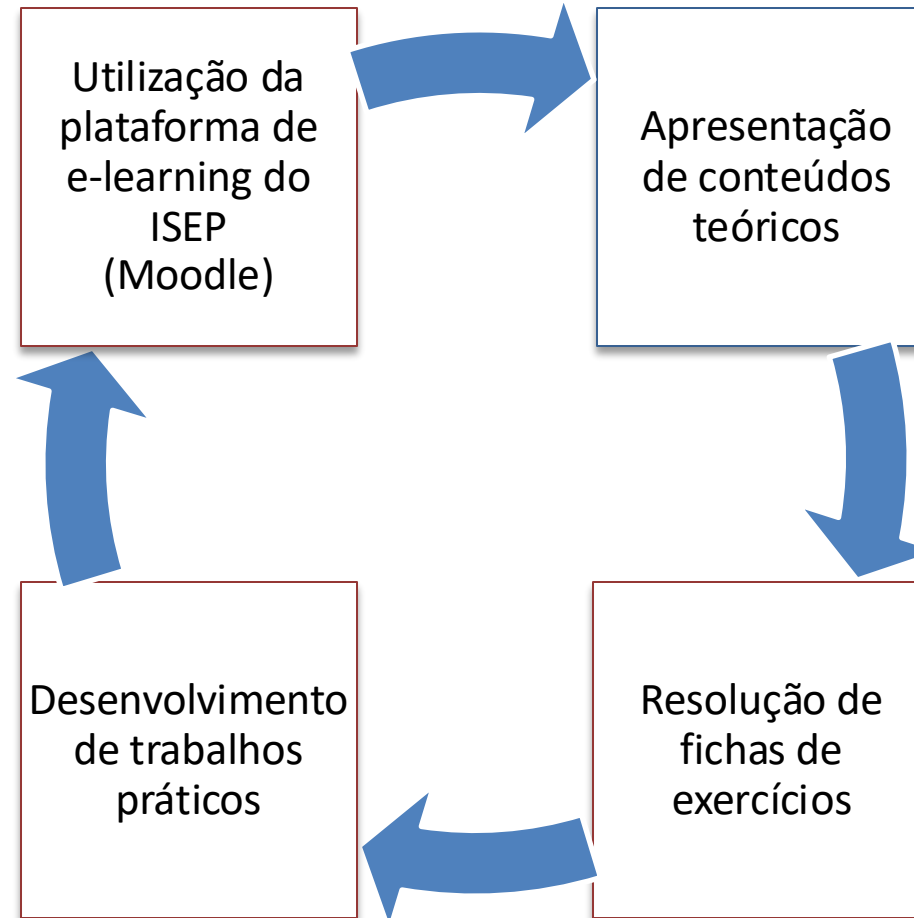 Utilização da
plataforma de
e-learning do
ISEP
(Moodle)
Apresentação
de conteúdos
teóricos
Resolução de
fichas de
exercícios
Desenvolvimento
de trabalhos
práticos